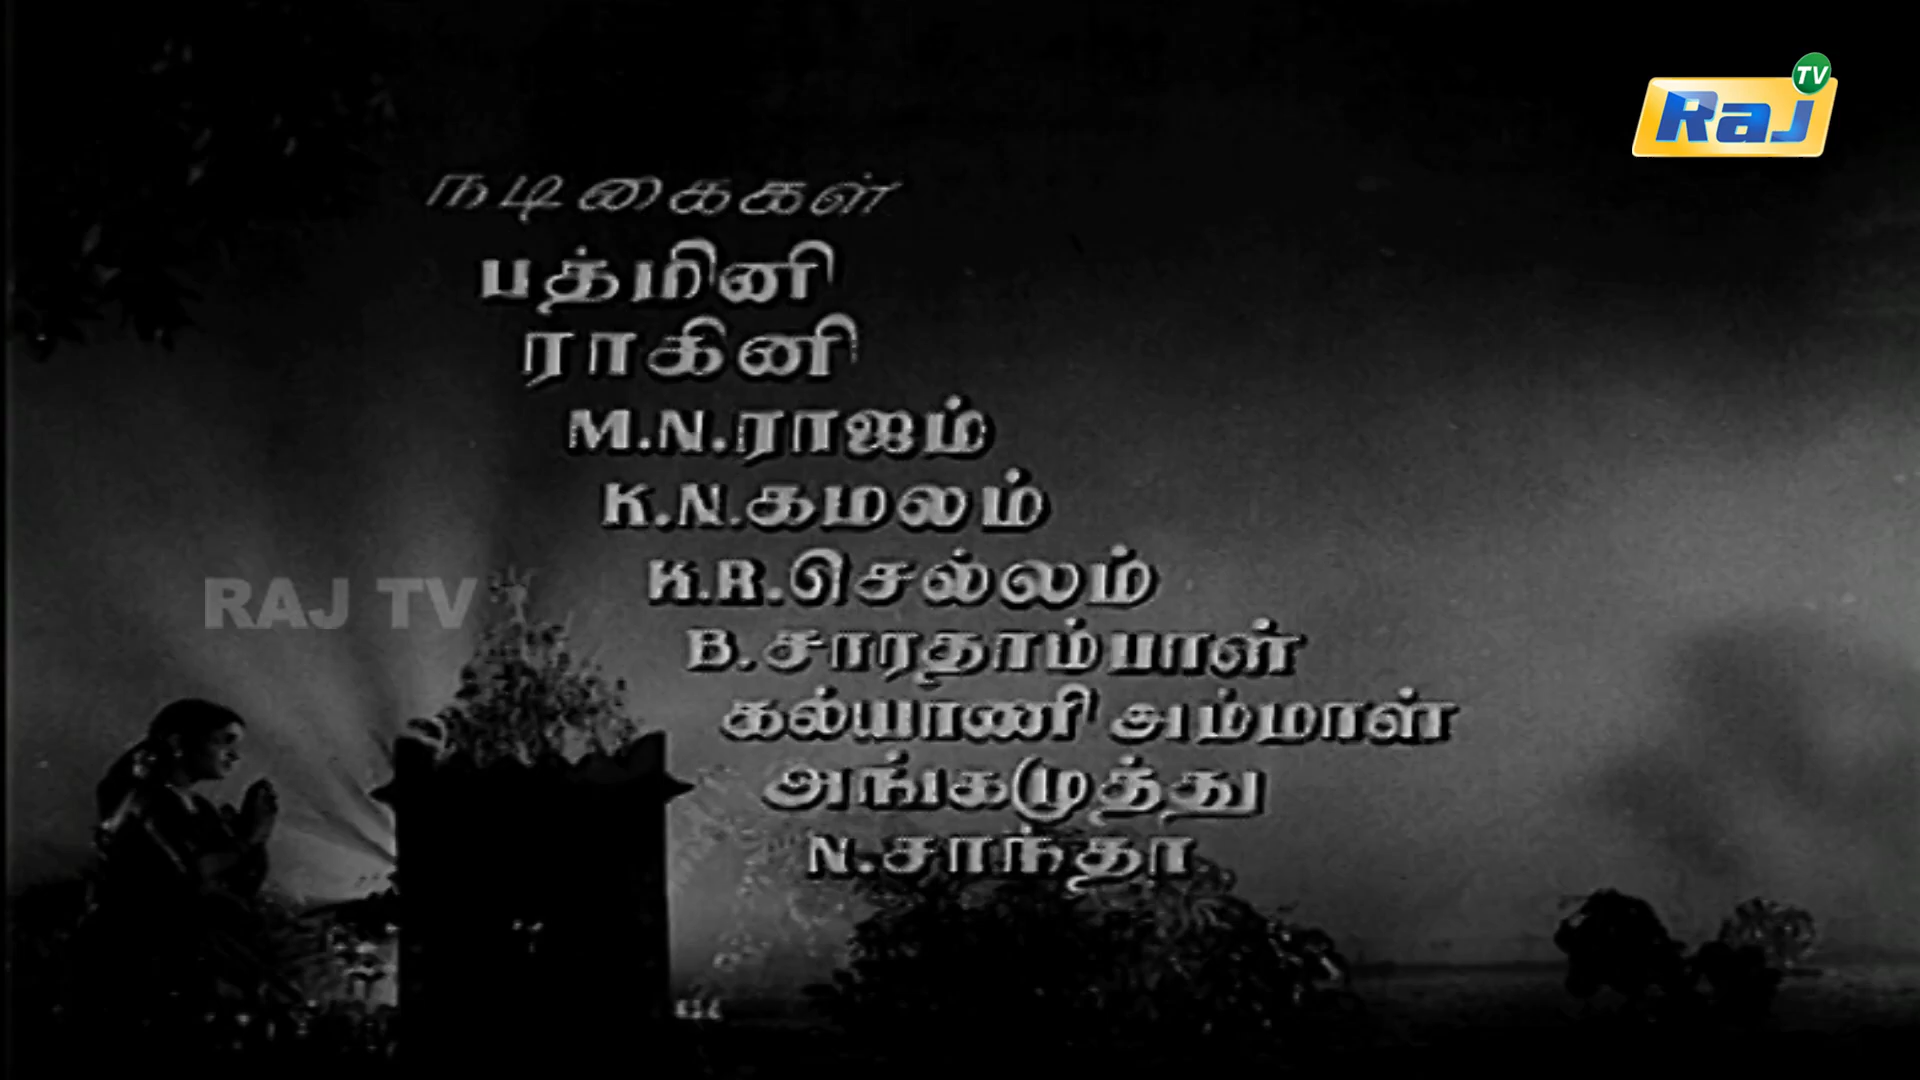 Raj TV
நடிகைகள்
பத்மினி
ராகினி
M.N.ராஜம்
K.N.கமலம்
K.R.செல்லம்
RAJ TV
B.சாரதாம்பாள்
கல்யாணி அம்மாள்
அங்கமுத்து
N.சாந்தா